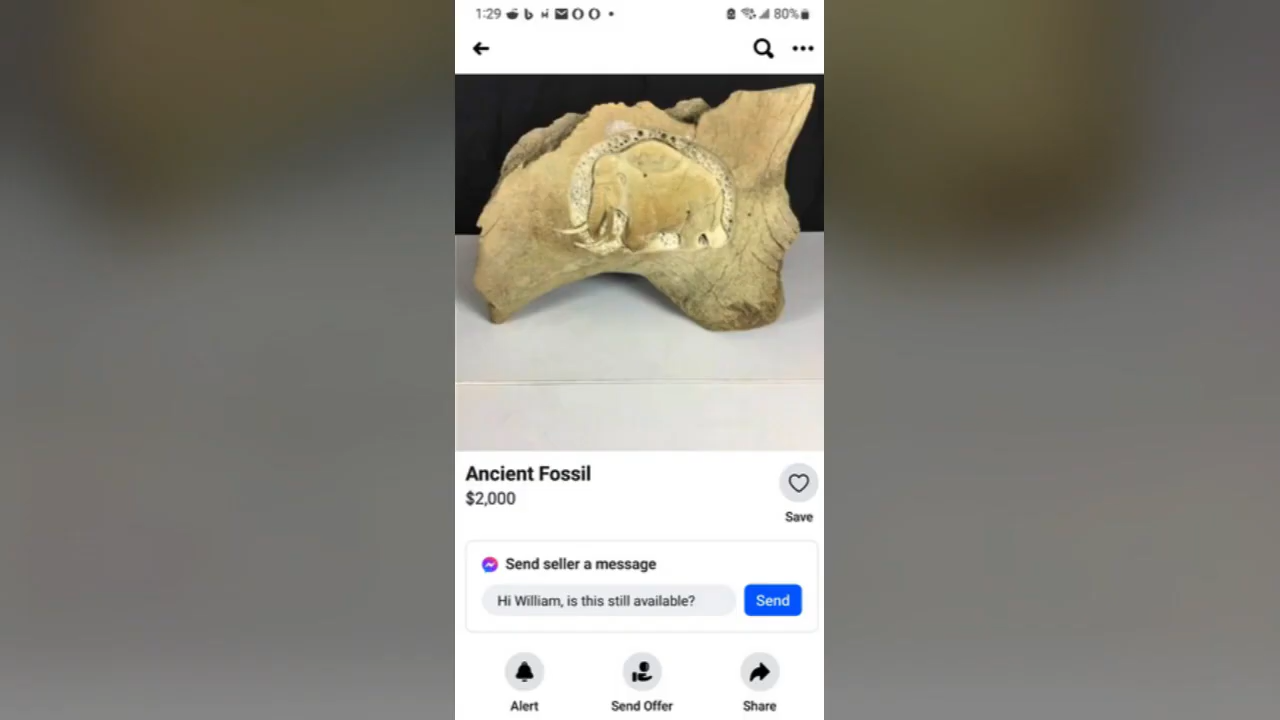 1:29
80%
Ancient Fossil
$2,000
Save
Send seller a message
Hi William, is this still available?
Send
Alert
Send Offer
Share